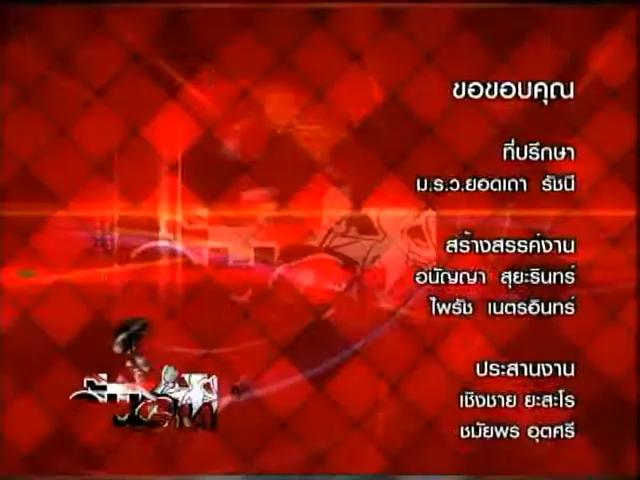 ขอขอบคุณ
ที่ปรึกษา
ม.ร.ว.ยอดเถา รัชนี
สร้างสรรค์งาน
อนัญญา สุยะรินทร์
ไพรัช เนตรอินทร์
ประสานงาน
เชิงชาย ยะสะโร
ชมัยพร อุตศรี